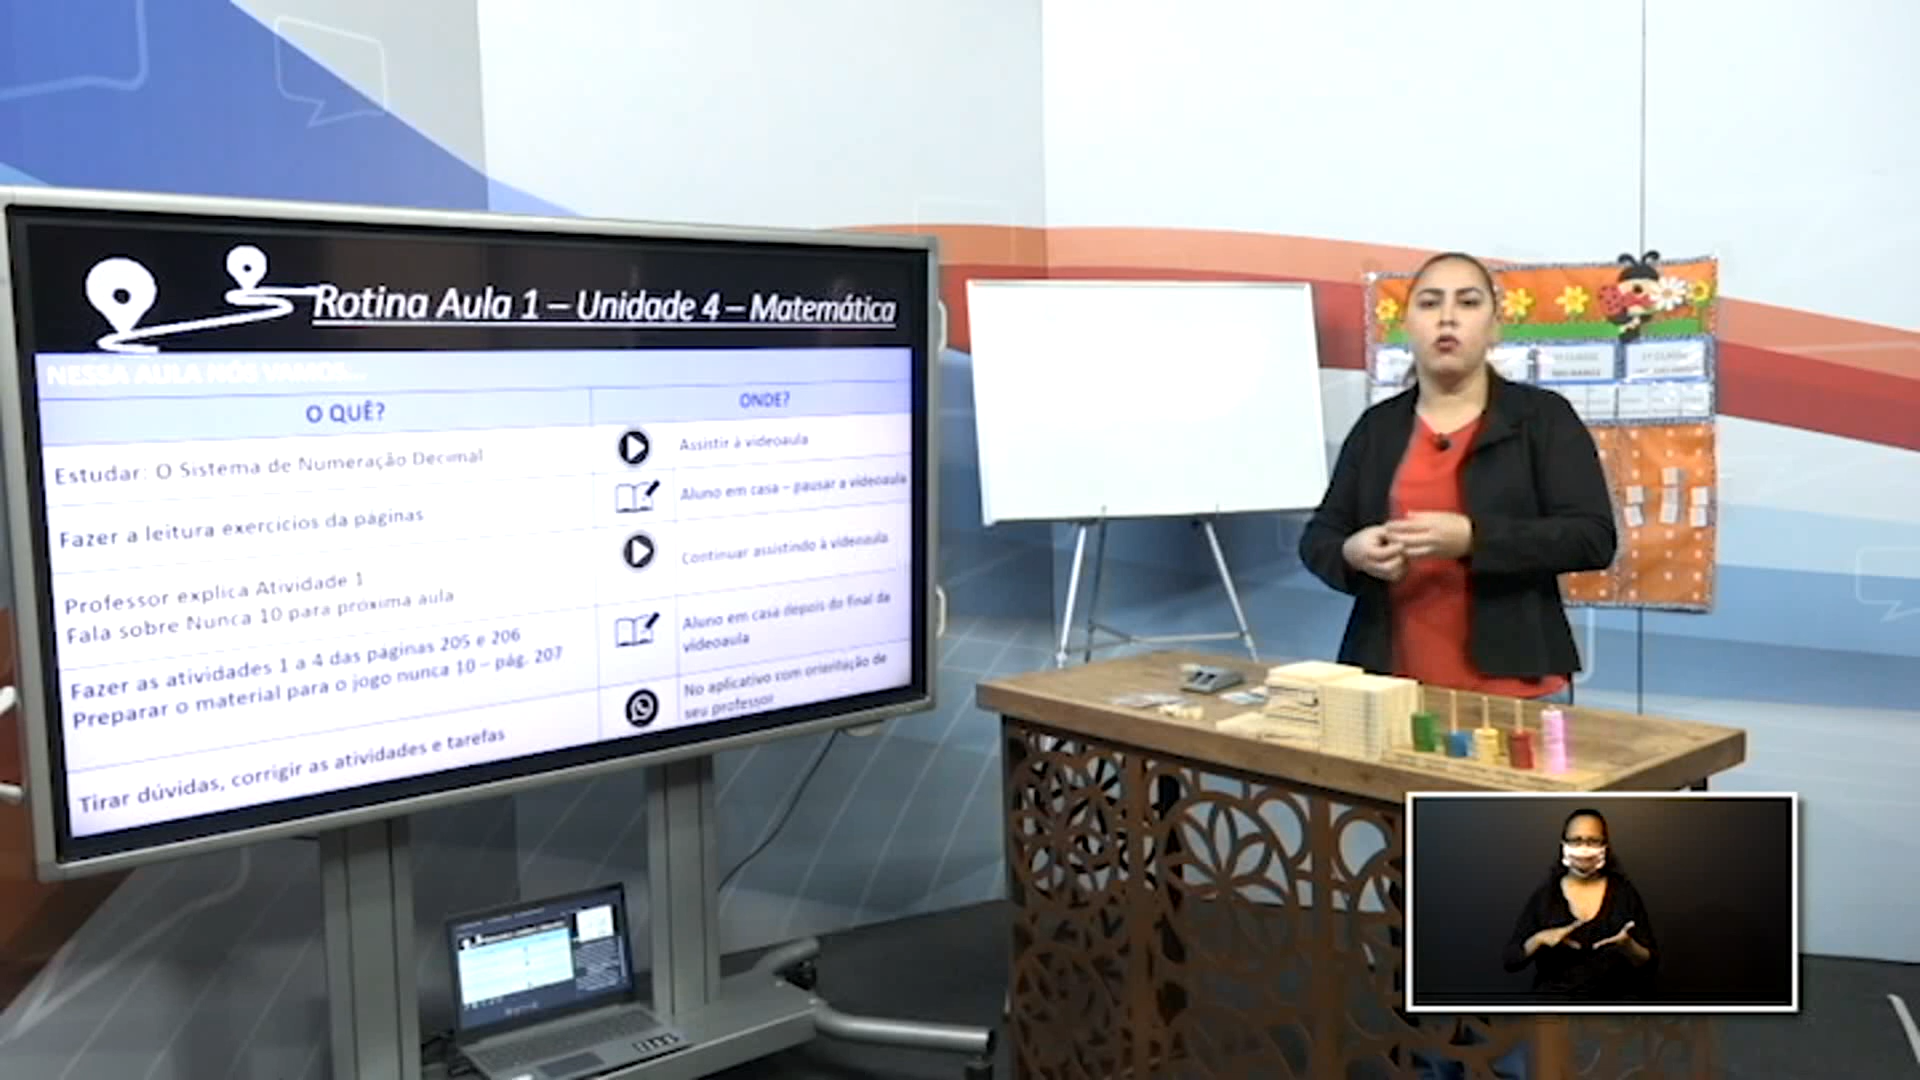 Rotina Aula 1 – Unidade 4 – Matemática
NESSA AULA NÓS VAMOS...
O QUÊ?
ONDE?
Estudar: O Sistema de Numeração Decimal
Assistir à videoaula
Fazer a leitura exercícios da páginas
Aluno em casa – pausar a videoaula
Professor explica Atividade 1
Fala sobre Nunca 10 para próxima aula
Continuar assistindo à videoaula
Fazer as atividades 1 a 4 das páginas 205 e 206
Preparar o material para o jogo nunca 10 – pág. 207
Aluno em casa depois do final da
videoaula
Tirar dúvidas, corrigir as atividades e tarefas
No aplicativo com orientação de
seu professor